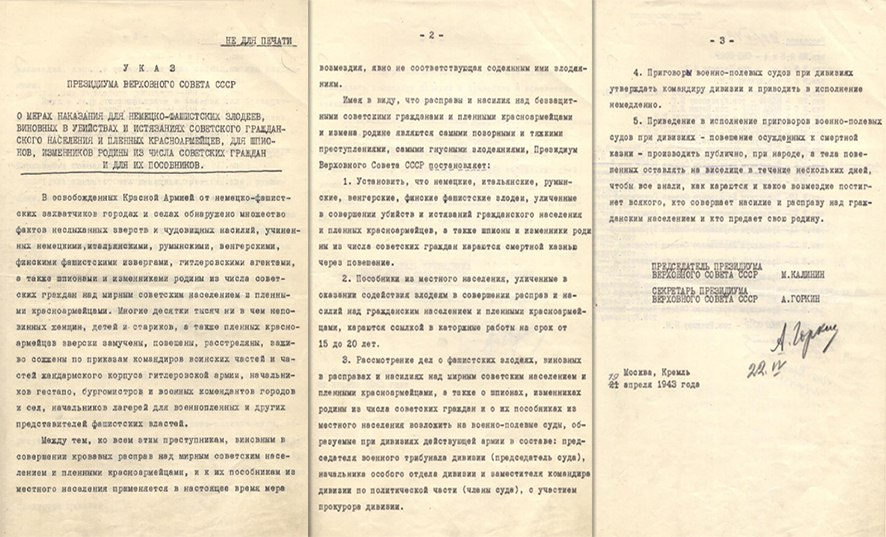 НЕ ДЛЯ ПЕЧАТИ
У К А З
ПРЕЗИДИУМА ВЕРХОВНОГО СОВЕТА СССР
О МЕРАХ НАКАЗАНИЯ ДЛЯ НЕМЕЦКО-ФАШИСТСКИХ ЗЛОДЕЕВ,
ВИНОВНЫХ В УБИЙСТВАХ И ИСТЯЗАНИЯХ СОВЕТСКОГО ГРАЖДАН-
СКОГО НАСЕЛЕНИЯ И ПЛЕННЫХ КРАСНОАРМЕЙЦЕВ, ДЛЯ ШПИО-
НОВ, ИЗМЕННИКОВ РОДИНЫ ИЗ ЧИСЛА СОВЕТСКИХ ГРАЖДАН
И ДЛЯ ИХ ПОСОБНИКОВ.
В освобожденных Красной Армией от немецко-фашист-
ских захватчиков городах и селах обнаружено множество
фактов неслыханных зверств и чудовищных насилий, учинен-
ных немецкими, итальянскими, румынскими, венгерскими,
финскими фашистскими извергами, гитлеровскими агентами,
а также шпионами и изменниками родины из числа совет-
ских граждан над мирным советским населением и пленны-
ми красноармейцами. Многие десятки тысяч ни в чем непо-
винных женщин, детей и стариков, а также пленных красно-
армейцев зверски замучены, повешены, расстреляны, зажи-
во сожжены по приказам командиров воинских частей и ча-
стей жандармского корпуса гитлеровской армии, начальни-
ков гестапо, бургомистров и военных комендантов городов
и сел, начальников лагерей для военнопленных и других
представителей фашистских властей.
Между тем, ко всем этим преступникам, виновным в
совершении кровавых расправ над мирным советским насе-
лением и пленными красноармейцами, и к их пособникам из
местного населения применяется в настоящее время мера
- 2 -
возмездия, явно не соответствующая содеянным ими злодея-
ниям.
Имея в виду, что расправы и насилия над беззащит-
ными советскими гражданами и пленными красноармейцами
и измена родине являются самыми позорными и тяжкими
преступлениями, самыми гнусными злодеяниями, Президиум
Верховного Совета СССР постановляет:
1. Установить, что немецкие, итальянские, румын-
ские, венгерские, финские фашистские злодеи, уличенные
в совершении убийств и истязаний гражданского населения
и пленных красноармейцев, а также шпионы и изменники роди-
ны из числа советских граждан караются смертной казнью
через повешение.
2. Пособники из местного населения, уличенные в
оказании содействия злодеям в совершении расправ и на-
силий над гражданским населением и пленными красноармей-
цами, караются ссылкой в каторжные работы на срок от
15 до 20 лет.
3. Рассмотрение дел о фашистских злодеях, виновных
в расправах и насилиях над мирным советским населением и
пленными красноармейцами, а также о шпионах, изменниках
родины из числа советских граждан и о их пособниках из
местного населения возложить на военно-полевые суды, об-
разуемые при дивизиях действующей армии в составе: пред-
седателя военного трибунала дивизии (председатель суда),
начальника особого отдела дивизии и заместителя командира
дивизии по политической части (члены суда), с участием
прокурора дивизии.
- 3 -
4. Приговоры военно-полевых судов при дивизиях
утверждать командиру дивизии и приводить в исполнение
немедленно.
5. Приведение в исполнение приговоров военно-полевых
судов при дивизиях - повешение осужденных к смертной
казни - производить публично, при народе, а тела пове-
шенных оставлять на виселице в течение нескольких дней,
чтобы все знали, как караются и какое возмездие постиг-
нет всякого, кто совершает насилие и расправу над граж-
данским населением и кто предает свою родину.
ПРЕДСЕДАТЕЛЬ ПРЕЗИДИУМА
ВЕРХОВНОГО СОВЕТА СССР М.КАЛИНИН
СЕКРЕТАРЬ ПРЕЗИДИУМА
ВЕРХОВНОГО СОВЕТА СССР А.ГОРКИН
А. Горкин
22.IV
19
Москва, Кремль
21 апреля 1943 года